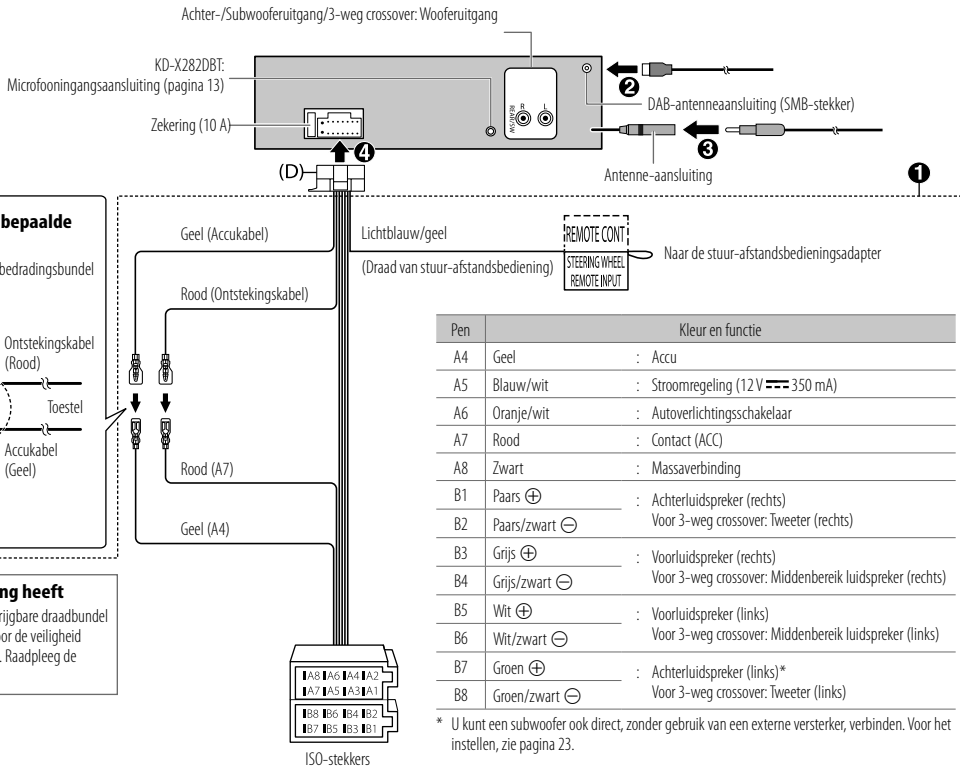 Achter-/Subwooferuitgang/3-weg crossover: Wooferuitgang
KD-X282DBT:
Microfooningangsaansluiting (pagina 13)
Zekering (10 A)
REAR/SW
R
L
2
DAB-antenneaansluiting (SMB-stekker)
3
Antenne-aansluiting
4
(D)
1
bepaalde
bedradingsbundel
Ontstekingskabel
(Rood)
Toestel
Accukabel
(Geel)
Geel (Accukabel)
Rood (Ontstekingskabel)
Rood (A7)
Geel (A4)
Lichtblauw/geel
(Draad van stuur-afstandsbediening)
REMOTE CONT
STEERING WHEEL
REMOTE INPUT
Naar de stuur-afstandsbedieningsadapter
ng heeft
rijgbare draadbundel
oor de veiligheid
. Raadpleeg de
A8 A6 A4 A2
A7 A5 A3 A1
B8 B6 B4 B2
B7 B5 B3 B1
ISO-stekkers
Pen Kleur en functie
A4 Geel : Accu
A5 Blauw/wit : Stroomregeling (12 V ⎓ 350 mA)
A6 Oranje/wit : Autoverlichtingsschakelaar
A7 Rood : Contact (ACC)
A8 Zwart : Massaverbinding
B1 Paars ⊕ : Achterluidspreker (rechts)
B2 Paars/zwart ⊖ Voor 3-weg crossover: Tweeter (rechts)
B3 Grijs ⊕ : Voorluidspreker (rechts)
B4 Grijs/zwart ⊖ Voor 3-weg crossover: Middenbereik luidspreker (rechts)
B5 Wit ⊕ : Voorluidspreker (links)
B6 Wit/zwart ⊖ Voor 3-weg crossover: Middenbereik luidspreker (links)
B7 Groen ⊕ : Achterluidspreker (links)*
B8 Groen/zwart ⊖ Voor 3-weg crossover: Tweeter (links)
* U kunt een subwoofer ook direct, zonder gebruik van een externe versterker, verbinden. Voor het
instellen, zie pagina 23.